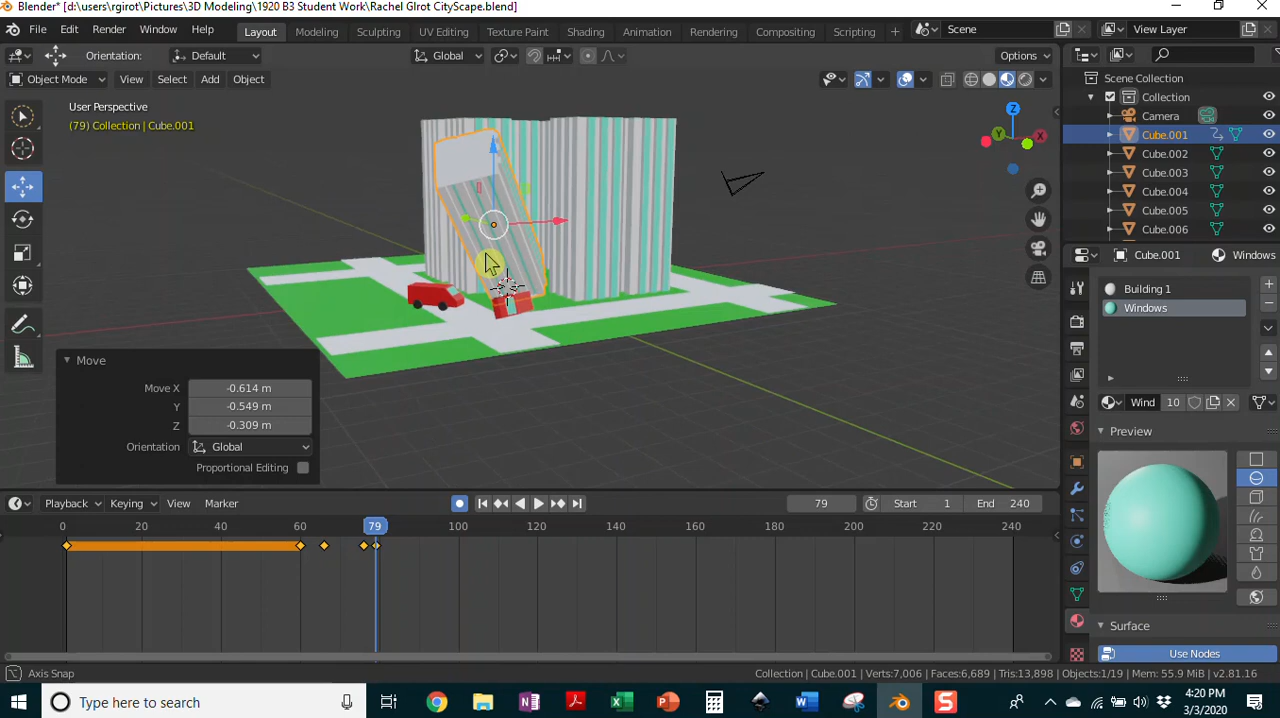 Blender* [d:\users\rgirot\Pictures\3D Modeling\1920 B3 Student Work\Rachel GIrot CityScape.blend]
File Edit Render Window Help Layout Modeling Sculpting UV Editing Texture Paint Shading Animation Rendering Compositing Scripting + Scene View Layer
Orientation: Default Global Options
Object Mode View Select Add Object
User Perspective
(79) Collection | Cube.001
Z
Y
X
Scene Collection
Collection
Camera
Cube.001
Cube.002
Cube.003
Cube.004
Cube.005
Cube.006
Cube.001 Windows
Building 1
Windows
Wind 10
Preview
Surface
Use Nodes
Move
Move X -0.614 m
Y -0.549 m
Z -0.309 m
Orientation Global
Proportional Editing
Playback Keying View Marker 79 Start 1 End 240
0 20 40 60 79 100 120 140 160 180 200 220 240
Axis Snap Collection | Cube.001 | Verts:7,006 | Faces:6,689 | Tris:13,898 | Objects:1/19 | Mem: 55.9 MiB | v2.81.16
Type here to search
4:20 PM
3/3/2020